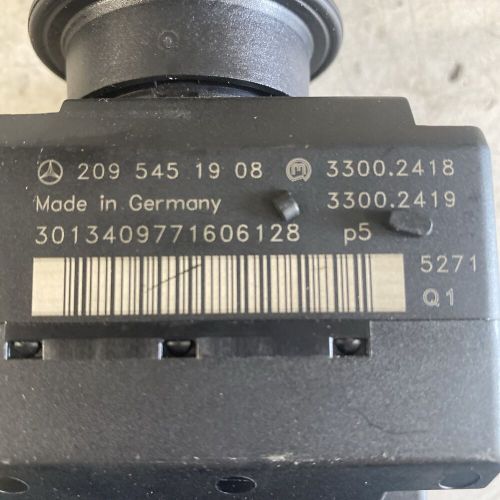 209 545 19 08 3300.2418
Made in Germany 3300.2419
3013409771606128 p5
5271
Q1